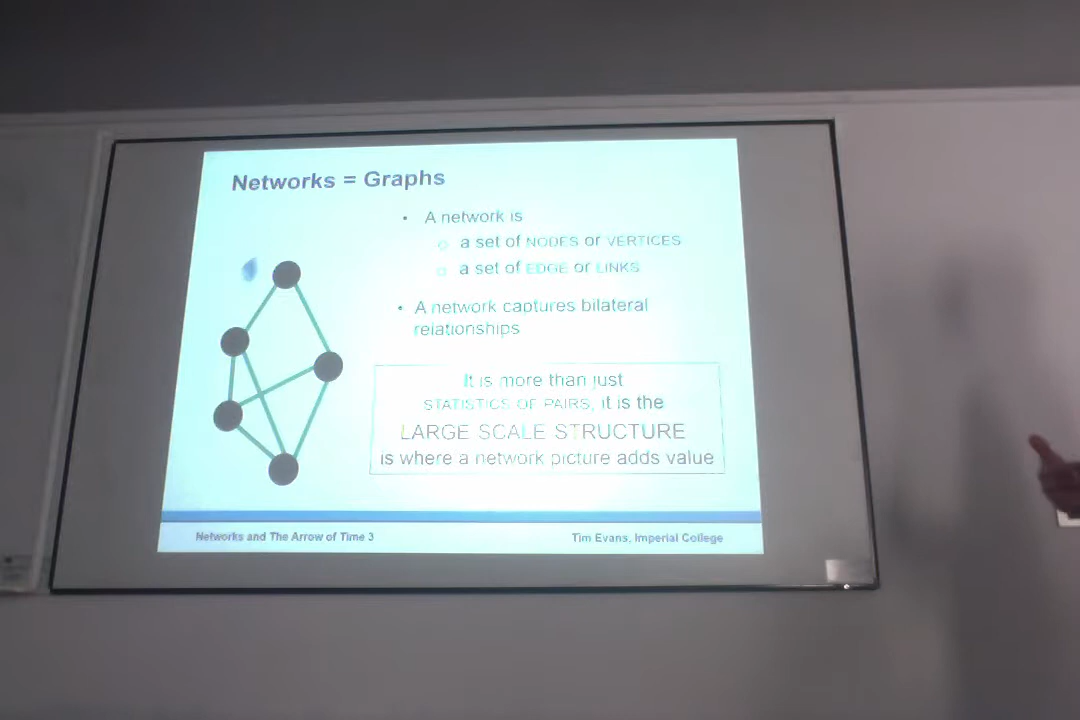 Networks = Graphs
• A network is
○ a set of NODES or VERTICES
○ a set of EDGE or LINKS
• A network captures bilateral
relationships
It is more than just
STATISTICS OF PAIRS, it is the
LARGE SCALE STRUCTURE
is where a network picture adds value
Networks and The Arrow of Time 3
Tim Evans, Imperial College